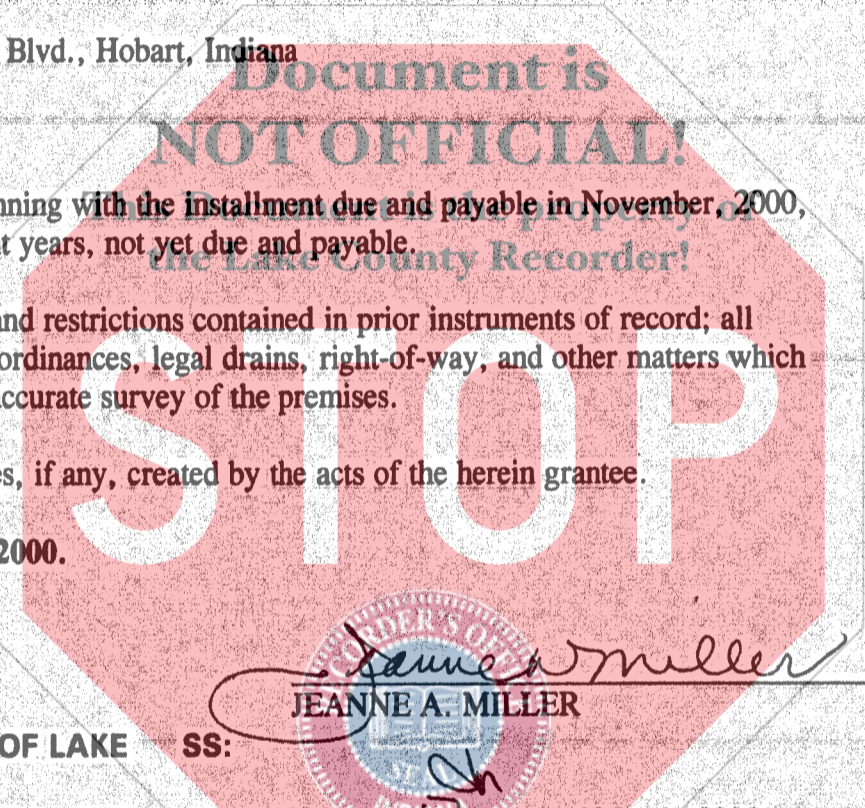 Blvd., Hobart, Indiana
Document is
NOT OFFICIAL!
nning with the installment due and payable in November, 2000,
This Document is the property of
t years, not yet due and payable.
the Lake County Recorder!
and restrictions contained in prior instruments of record; all
ordinances, legal drains, right-of-way, and other matters which
accurate survey of the premises.
STOP
es, if any, created by the acts of the herein grantee.
2000.
Jeanne A Miller
JEANNE A. MILLER
OF LAKE SS: